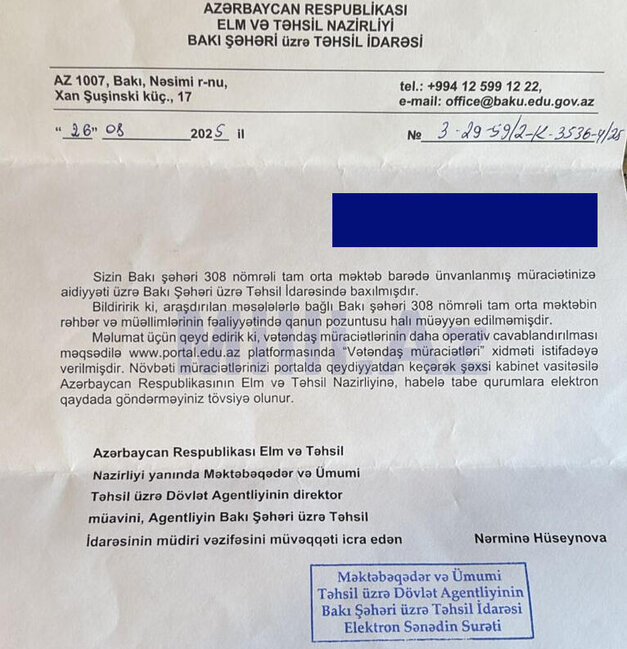 AZƏRBAYCAN RESPUBLİKASI
ELM VƏ TƏHSİL NAZİRLİYİ
BAKI ŞƏHƏRİ üzrə TƏHSİL İDARƏSİ
AZ 1007, Bakı, Nəsimi r-nu,
Xan Şuşinski küç., 17
tel.: +994 12 599 12 22,
e-mail: office@baku.edu.gov.az
"26" 08 2025 il
№ 3-29-59/2-K-3536-4/25
Sizin Bakı şəhəri 308 nömrəli tam orta məktəb barədə ünvanlanmış müraciətinizə
aidiyyəti üzrə Bakı Şəhəri üzrə Təhsil İdarəsində baxılmışdır.
Bildiririk ki, araşdırılan məsələlərlə bağlı Bakı şəhəri 308 nömrəli tam orta məktəbin
rəhbər və müəllimlərinin fəaliyyətində qanun pozuntusu halı müəyyən edilməmişdir.
Məlumat üçün qeyd edirik ki, vətəndaş müraciətlərinin daha operativ cavablandırılması
məqsədilə www.portal.edu.az platformasında "Vətəndaş müraciətləri" xidməti istifadəyə
verilmişdir. Növbəti müraciətlərinizi portalda qeydiyyatdan keçərək şəxsi kabinet vasitəsilə
Azərbaycan Respublikasının Elm və Təhsil Nazirliyinə, habelə tabe qurumlara elektron
qaydada göndərməyiniz tövsiyə olunur.
Azərbaycan Respublikası Elm və Təhsil
Nazirliyi yanında Məktəbəqədər və Ümumi
Təhsil üzrə Dövlət Agentliyinin direktor
müavini, Agentliyin Bakı Şəhəri üzrə Təhsil
İdarəsinin müdiri vəzifəsini müvəqqəti icra edən
Nərminə Hüseynova
Məktəbəqədər və Ümumi
Təhsil üzrə Dövlət Agentliyinin
Bakı Şəhəri üzrə Təhsil İdarəsi
Elektron Sənədin Surəti